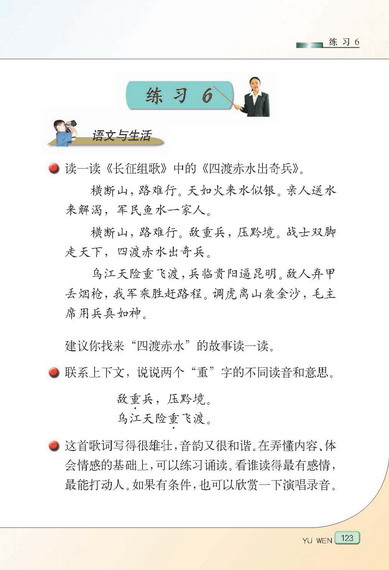 练习6
练习6
语文与生活
读一读《长征组歌》中的《四渡赤水出奇兵》。
横断山，路难行。天如火来水似银。亲人送水
来解渴，军民鱼水一家人。
横断山，路难行。敌重兵，压黔境。战士双脚
走天下，四渡赤水出奇兵。
乌江天险重飞渡，兵临贵阳逼昆明。敌人弃甲
丢烟枪，我军乘胜赶路程。调虎离山袭金沙，毛主
席用兵真如神。
建议你找来“四渡赤水”的故事读一读。
联系上下文，说说两个“重”字的不同读音和意思。
敌重兵，压黔境。
乌江天险重飞渡。
这首歌词写得很雄壮，音韵又很和谐。在弄懂内容、体
会情感的基础上，可以练习诵读。看谁读得最有感情，
最能打动人。如果有条件，也可以欣赏一下演唱录音。
YU WEN 123